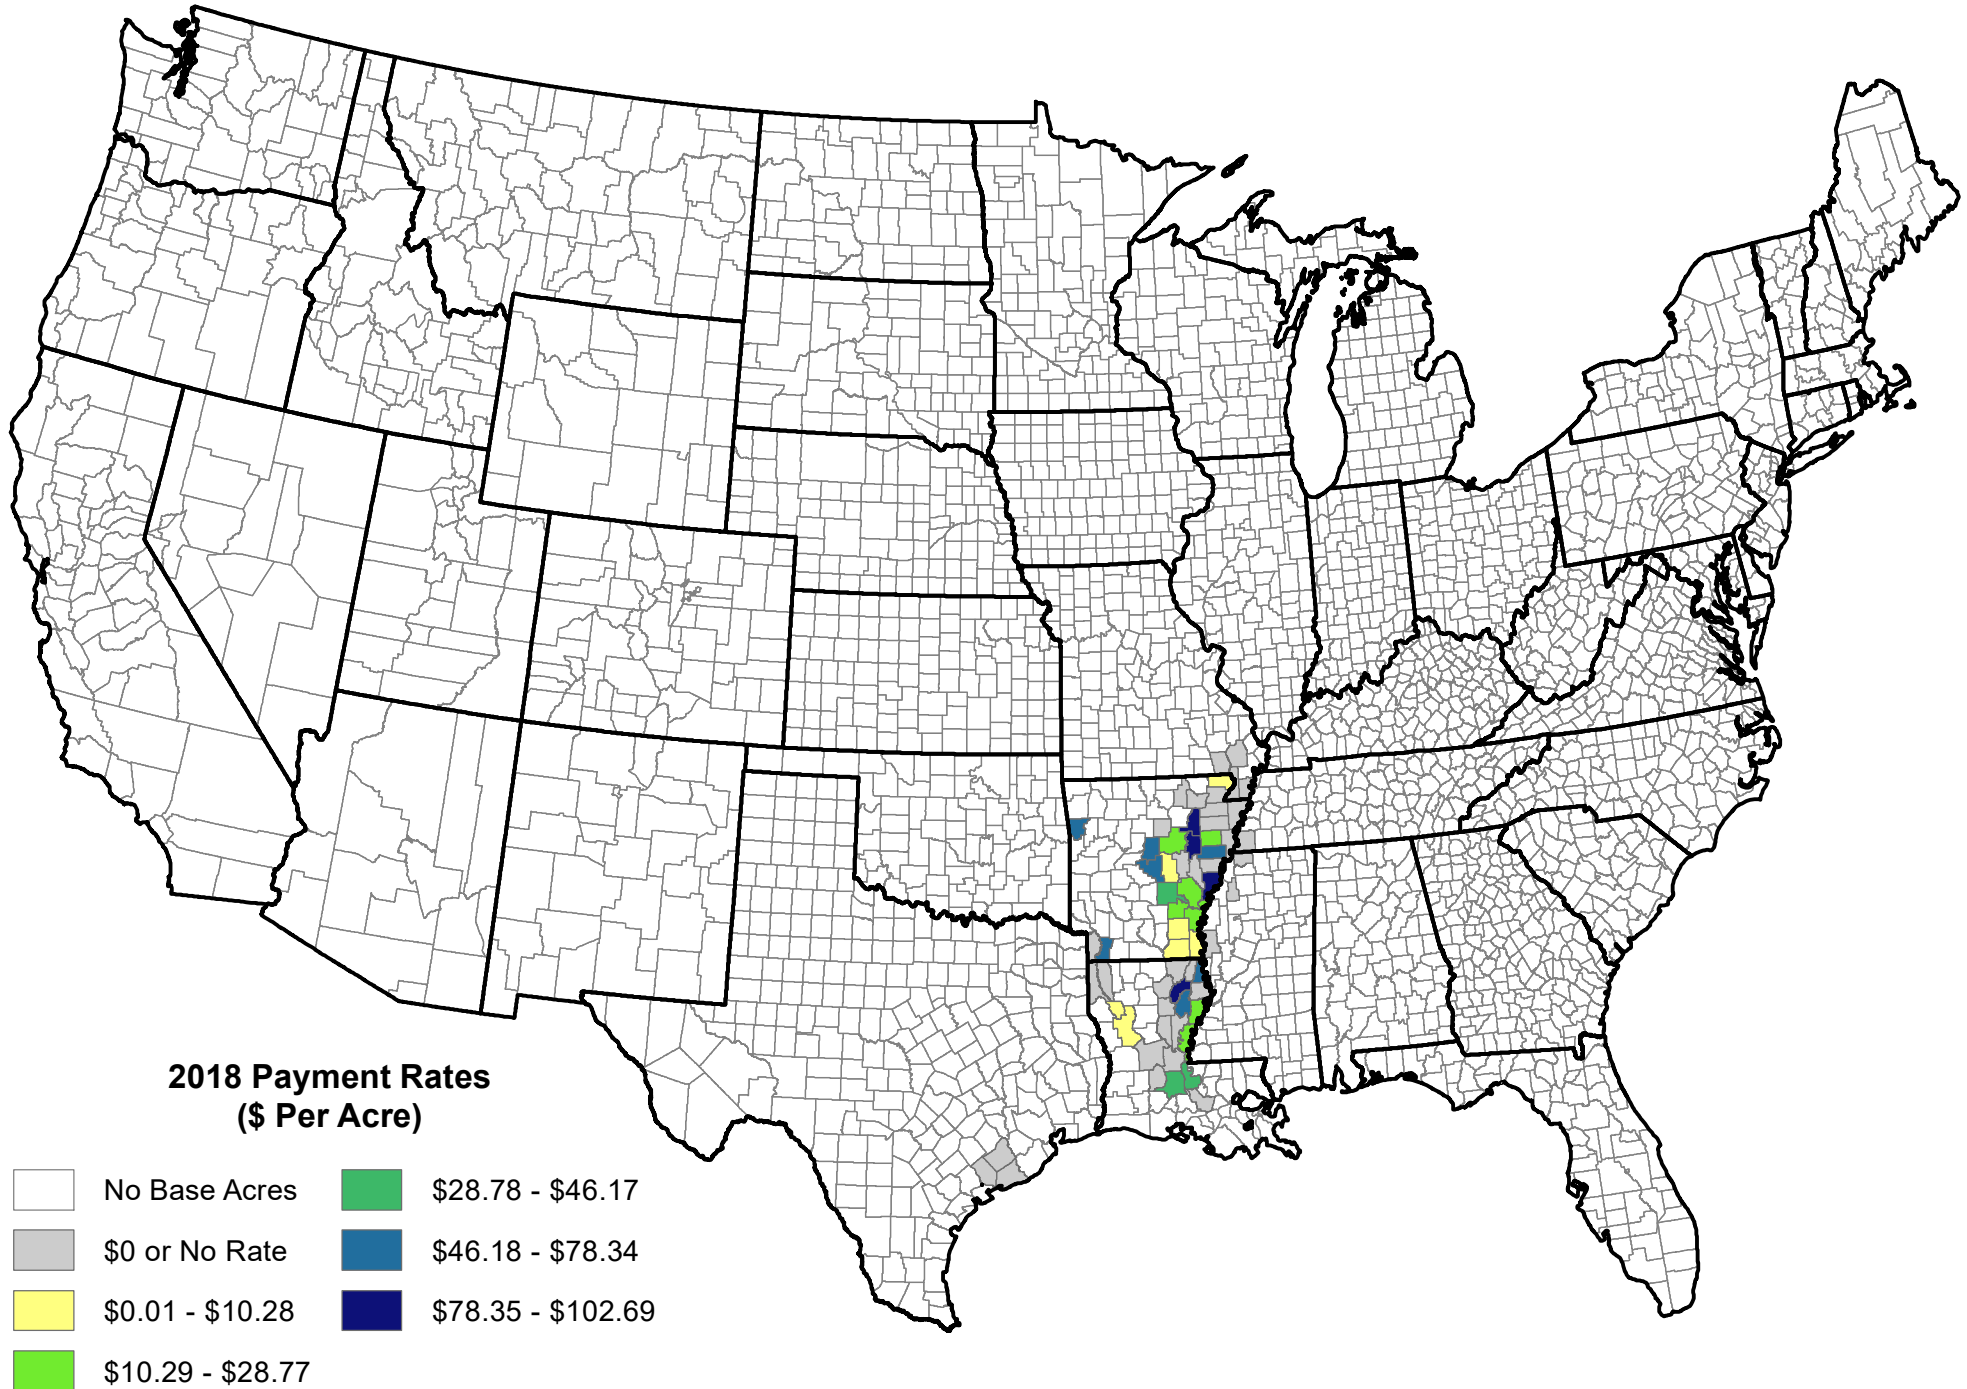 2018 Payment Rates
($ Per Acre)
No Base Acres
$0 or No Rate
$0.01 - $10.28
$10.29 - $28.77
$28.78 - $46.17
$46.18 - $78.34
$78.35 - $102.69